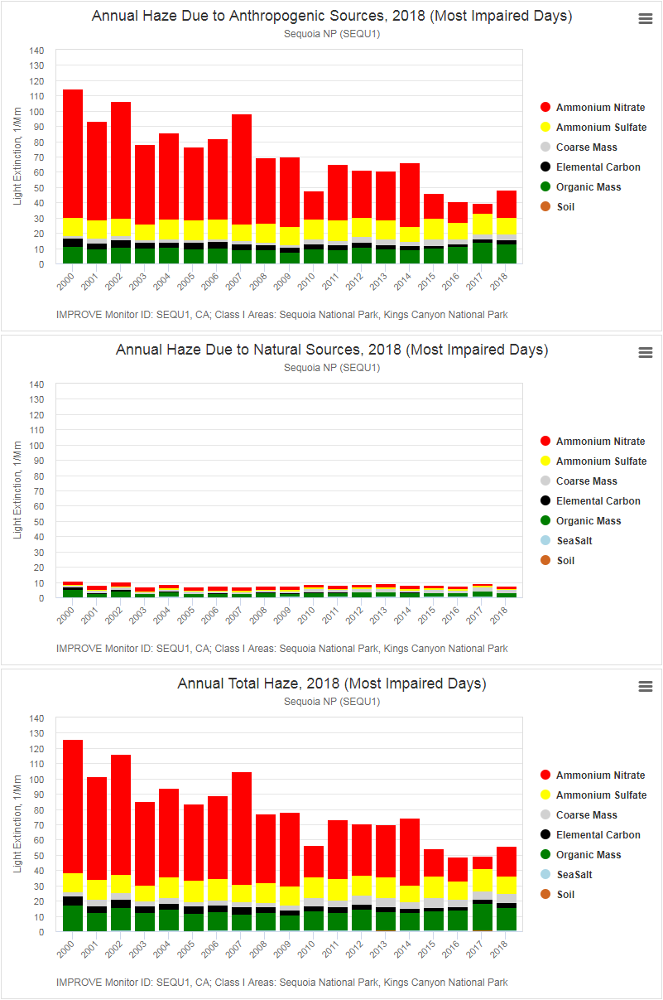 Annual Haze Due to Anthropogenic Sources, 2018 (Most Impaired Days)
Sequoia NP (SEQU1)
Light Extinction, 1/Mm
140
130
120
110
100
90
80
70
60
50
40
30
20
10
0
2000 2001 2002 2003 2004 2005 2006 2007 2008 2009 2010 2011 2012 2013 2014 2015 2016 2017 2018
Ammonium Nitrate
Ammonium Sulfate
Coarse Mass
Elemental Carbon
Organic Mass
Soil
IMPROVE Monitor ID: SEQU1, CA; Class I Areas: Sequoia National Park, Kings Canyon National Park
Annual Haze Due to Natural Sources, 2018 (Most Impaired Days)
Sequoia NP (SEQU1)
Light Extinction, 1/Mm
140
130
120
110
100
90
80
70
60
50
40
30
20
10
0
2000 2001 2002 2003 2004 2005 2006 2007 2008 2009 2010 2011 2012 2013 2014 2015 2016 2017 2018
Ammonium Nitrate
Ammonium Sulfate
Coarse Mass
Elemental Carbon
Organic Mass
SeaSalt
Soil
IMPROVE Monitor ID: SEQU1, CA; Class I Areas: Sequoia National Park, Kings Canyon National Park
Annual Total Haze, 2018 (Most Impaired Days)
Sequoia NP (SEQU1)
Light Extinction, 1/Mm
140
130
120
110
100
90
80
70
60
50
40
30
20
10
0
2000 2001 2002 2003 2004 2005 2006 2007 2008 2009 2010 2011 2012 2013 2014 2015 2016 2017 2018
Ammonium Nitrate
Ammonium Sulfate
Coarse Mass
Elemental Carbon
Organic Mass
SeaSalt
Soil
IMPROVE Monitor ID: SEQU1, CA; Class I Areas: Sequoia National Park, Kings Canyon National Park